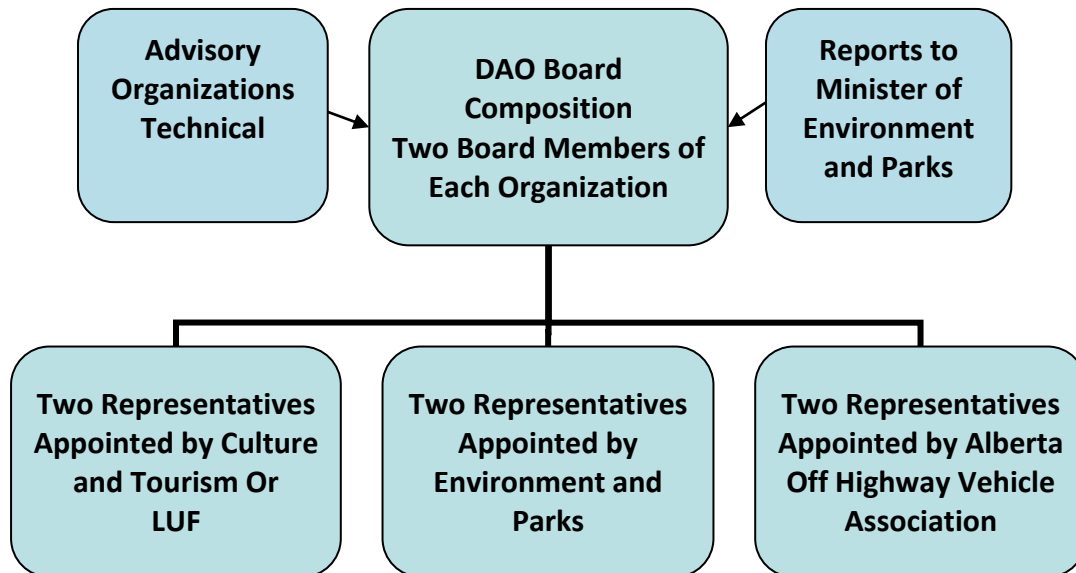 Advisory
Organizations
Technical
DAO Board
Composition
Two Board Members of
Each Organization
Reports to
Minister of
Environment
and Parks
Two Representatives
Appointed by Culture
and Tourism Or
LUF
Two Representatives
Appointed by
Environment and
Parks
Two Representatives
Appointed by Alberta
Off Highway Vehicle
Association